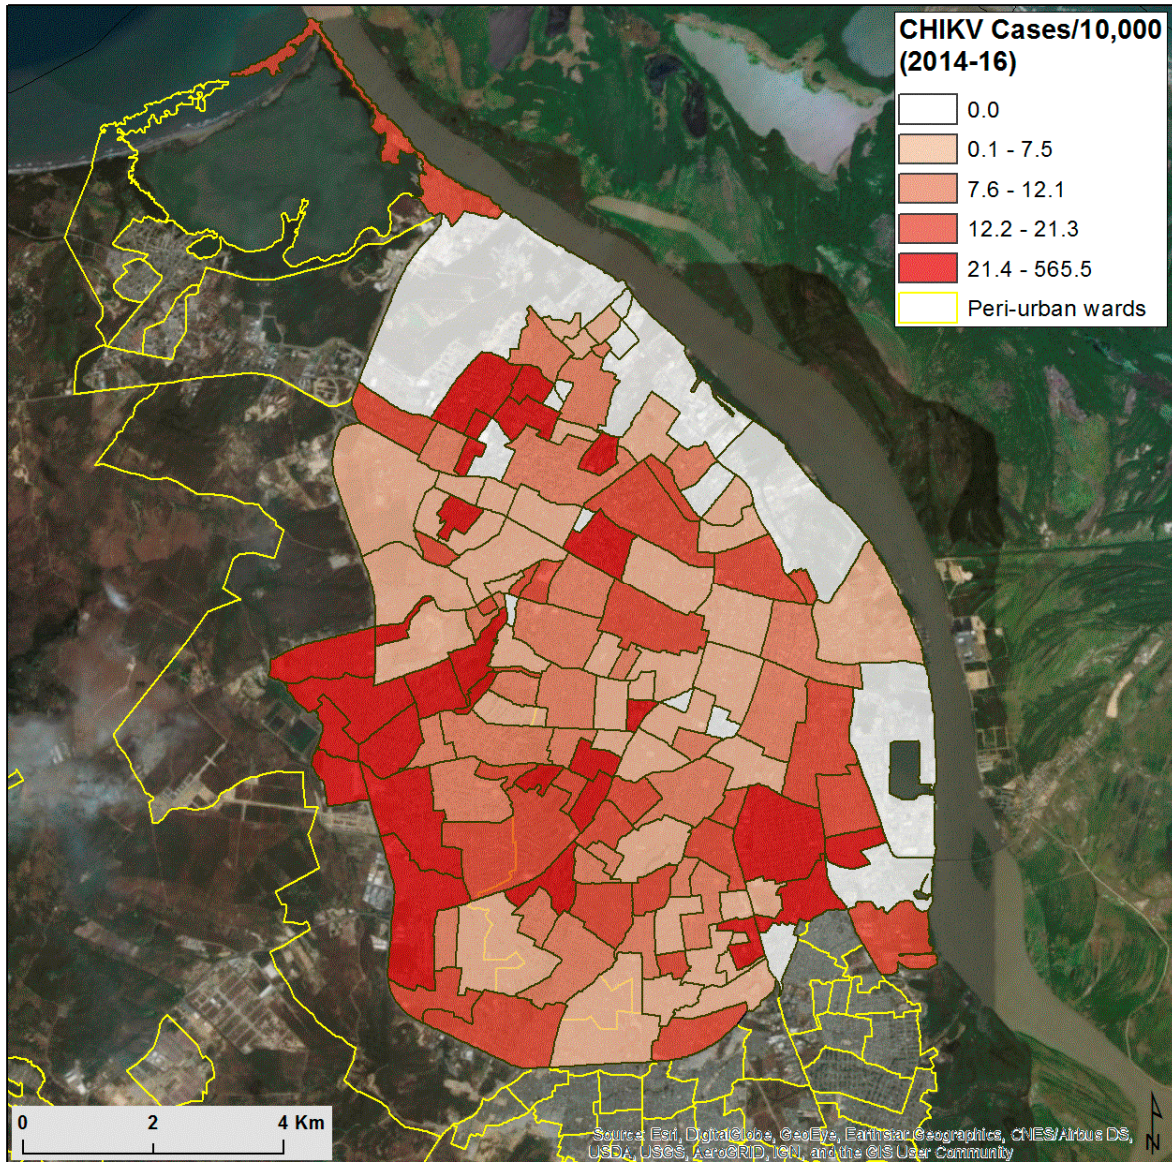 CHIKV Cases/10,000
(2014-16)
0.0
0.1 - 7.5
7.6 - 12.1
12.2 - 21.3
21.4 - 565.5
Peri-urban wards
0 2 4 Km
Source: Esri, DigitalGlobe, GeoEye, Earthstar Geographics, CNES/Airbus DS,
USDA, USGS, AeroGRID, IGN, and the GIS User Community
N